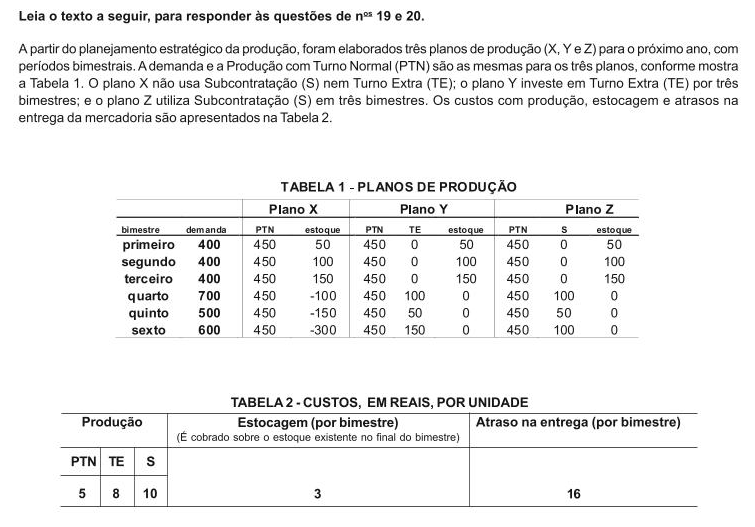 Leia o texto a seguir, para responder às questões de nºˢ 19 e 20.
A partir do planejamento estratégico da produção, foram elaborados três planos de produção (X, Y e Z) para o próximo ano, com
períodos bimestrais. A demanda e a Produção com Turno Normal (PTN) são as mesmas para os três planos, conforme mostra
a Tabela 1. O plano X não usa Subcontratação (S) nem Turno Extra (TE); o plano Y investe em Turno Extra (TE) por três
bimestres; e o plano Z utiliza Subcontratação (S) em três bimestres. Os custos com produção, estocagem e atrasos na
entrega da mercadoria são apresentados na Tabela 2.
TABELA 1 - PLANOS DE PRODUÇÃO
Plano X Plano Y Plano Z
bimestre demanda PTN estoque PTN TE estoque PTN S estoque
primeiro 400 450 50 450 0 50 450 0 50
segundo 400 450 100 450 0 100 450 0 100
terceiro 400 450 150 450 0 150 450 0 150
quarto 700 450 -100 450 100 0 450 100 0
quinto 500 450 -150 450 50 0 450 50 0
sexto 600 450 -300 450 150 0 450 100 0
TABELA 2 - CUSTOS, EM REAIS, POR UNIDADE
Produção Estocagem (por bimestre) Atraso na entrega (por bimestre)
(É cobrado sobre o estoque existente no final do bimestre)
PTN TE S
5 8 10 3 16